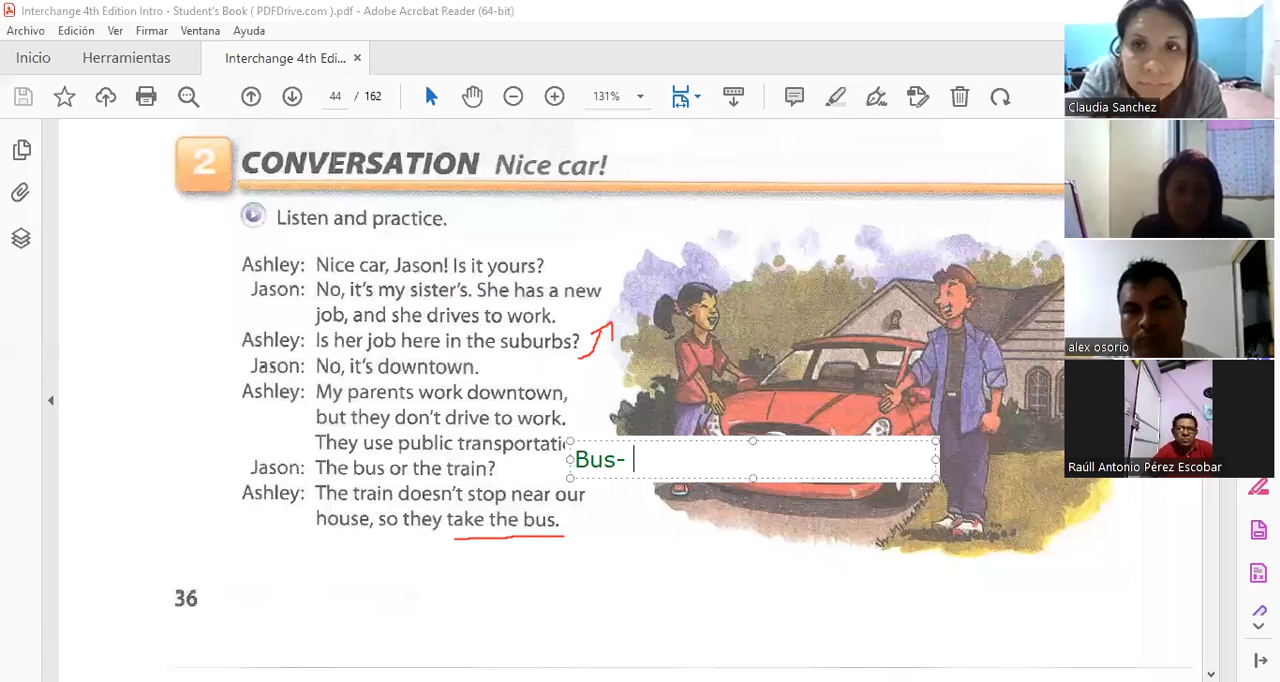 Interchange 4th Edition Intro - Student's Book ( PDFDrive.com ).pdf - Adobe Acrobat Reader (64-bit)
Archivo Edición Ver Firmar Ventana Ayuda
Inicio Herramientas Interchange 4th Edi... ×
44 / 162 131%
2 CONVERSATION Nice car!
Listen and practice.
Ashley: Nice car, Jason! Is it yours?
Jason: No, it's my sister's. She has a new
job, and she drives to work.
Ashley: Is her job here in the suburbs?
Jason: No, it's downtown.
Ashley: My parents work downtown,
but they don't drive to work.
They use public transportati
Jason: The bus or the train?
Ashley: The train doesn't stop near our
house, so they take the bus.
Bus-
36
Claudia Sanchez
alex osorio
Raúll Antonio Pérez Escobar